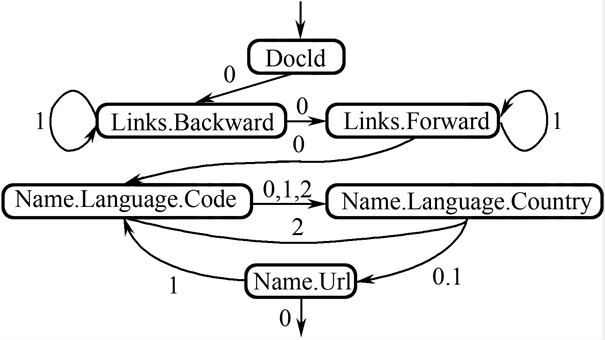 DocId
0
Links.Backward
0
Links.Forward
1
1
0
Name.Language.Code
0,1,2
Name.Language.Country
2
Name.Url
1
0.1
0